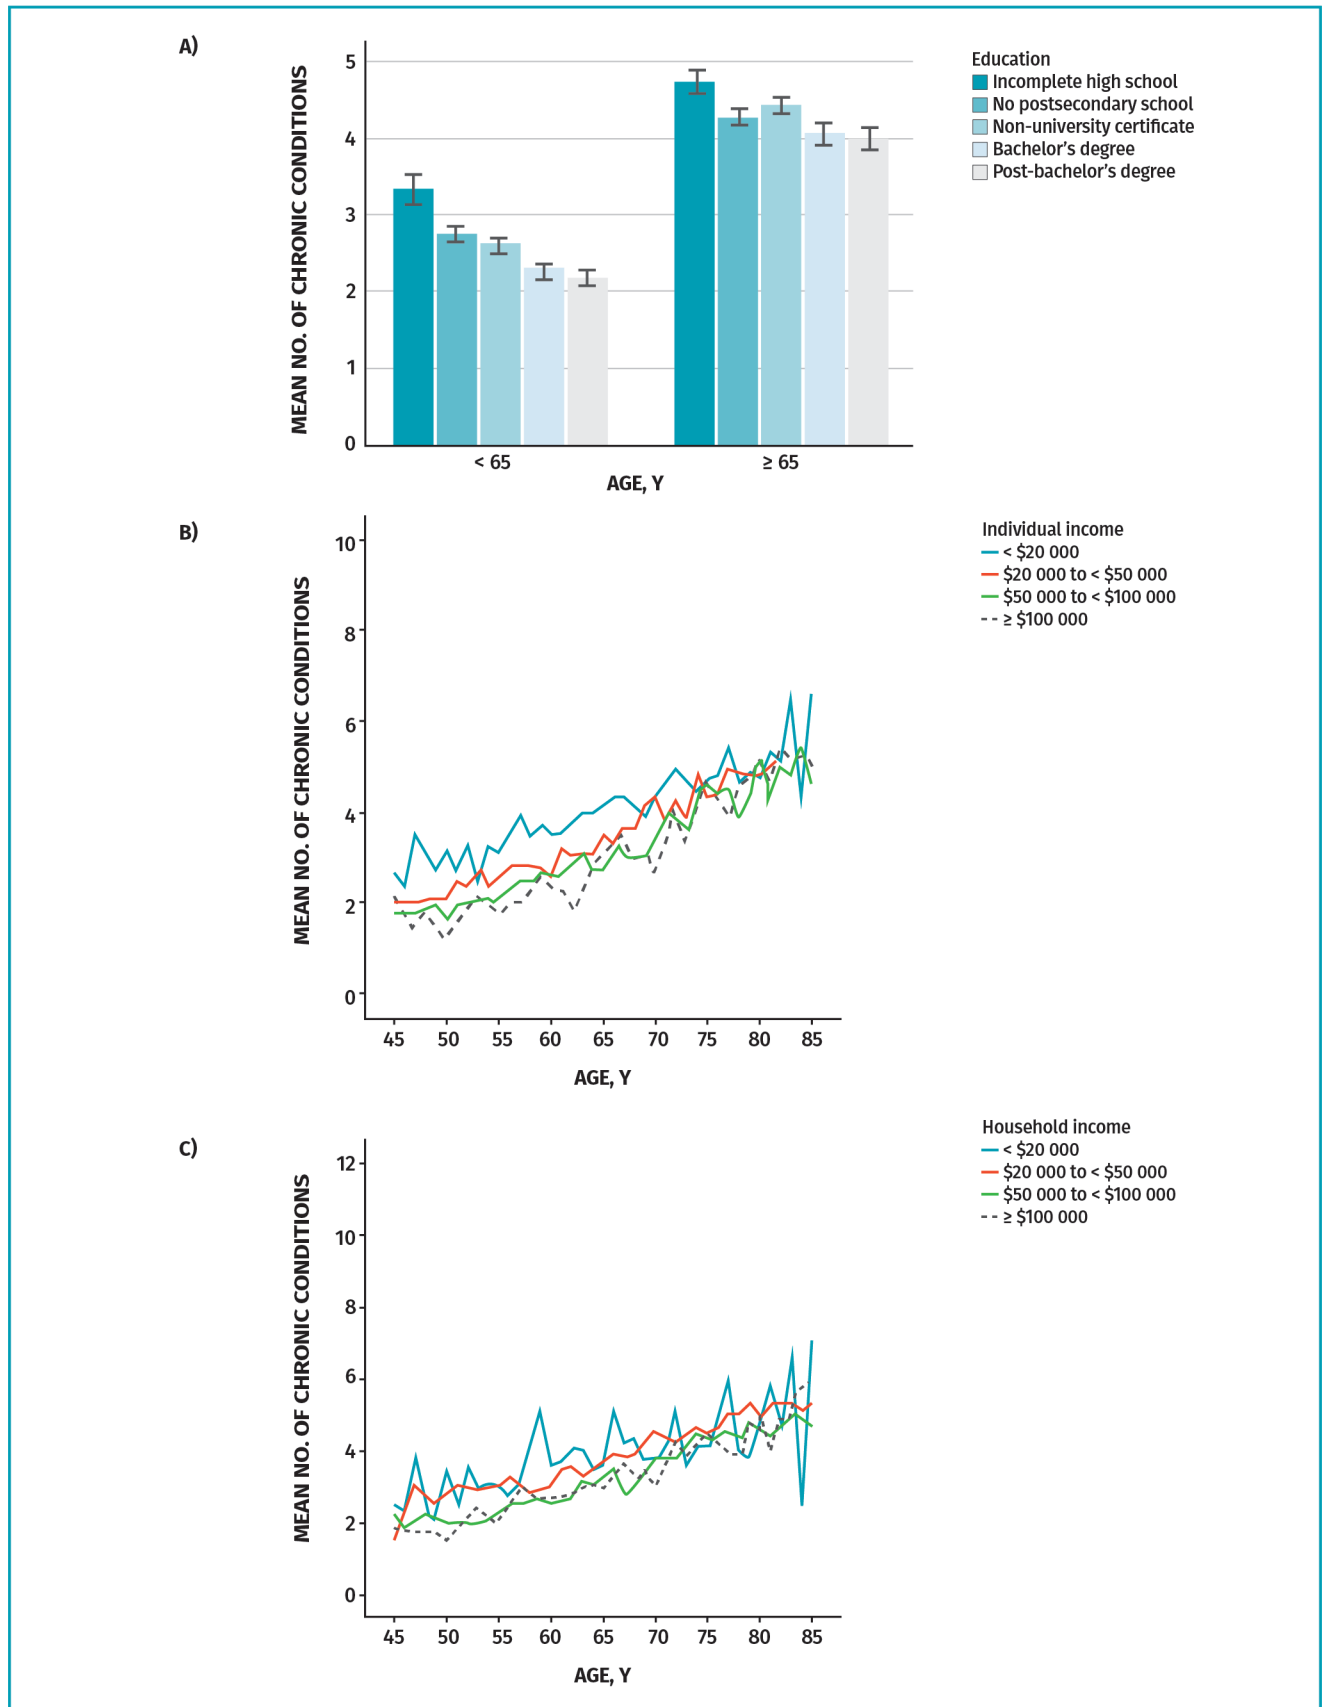 A)
MEAN NO. OF CHRONIC CONDITIONS
5
4
3
2
1
0
< 65
≥ 65
AGE, Y
Education
Incomplete high school
No postsecondary school
Non-university certificate
Bachelor's degree
Post-bachelor's degree
B)
MEAN NO. OF CHRONIC CONDITIONS
10
8
6
4
2
0
45 50 55 60 65 70 75 80 85
AGE, Y
Individual income
< $20 000
$20 000 to < $50 000
$50 000 to < $100 000
≥ $100 000
C)
MEAN NO. OF CHRONIC CONDITIONS
12
10
8
6
4
2
0
45 50 55 60 65 70 75 80 85
AGE, Y
Household income
< $20 000
$20 000 to < $50 000
$50 000 to < $100 000
≥ $100 000